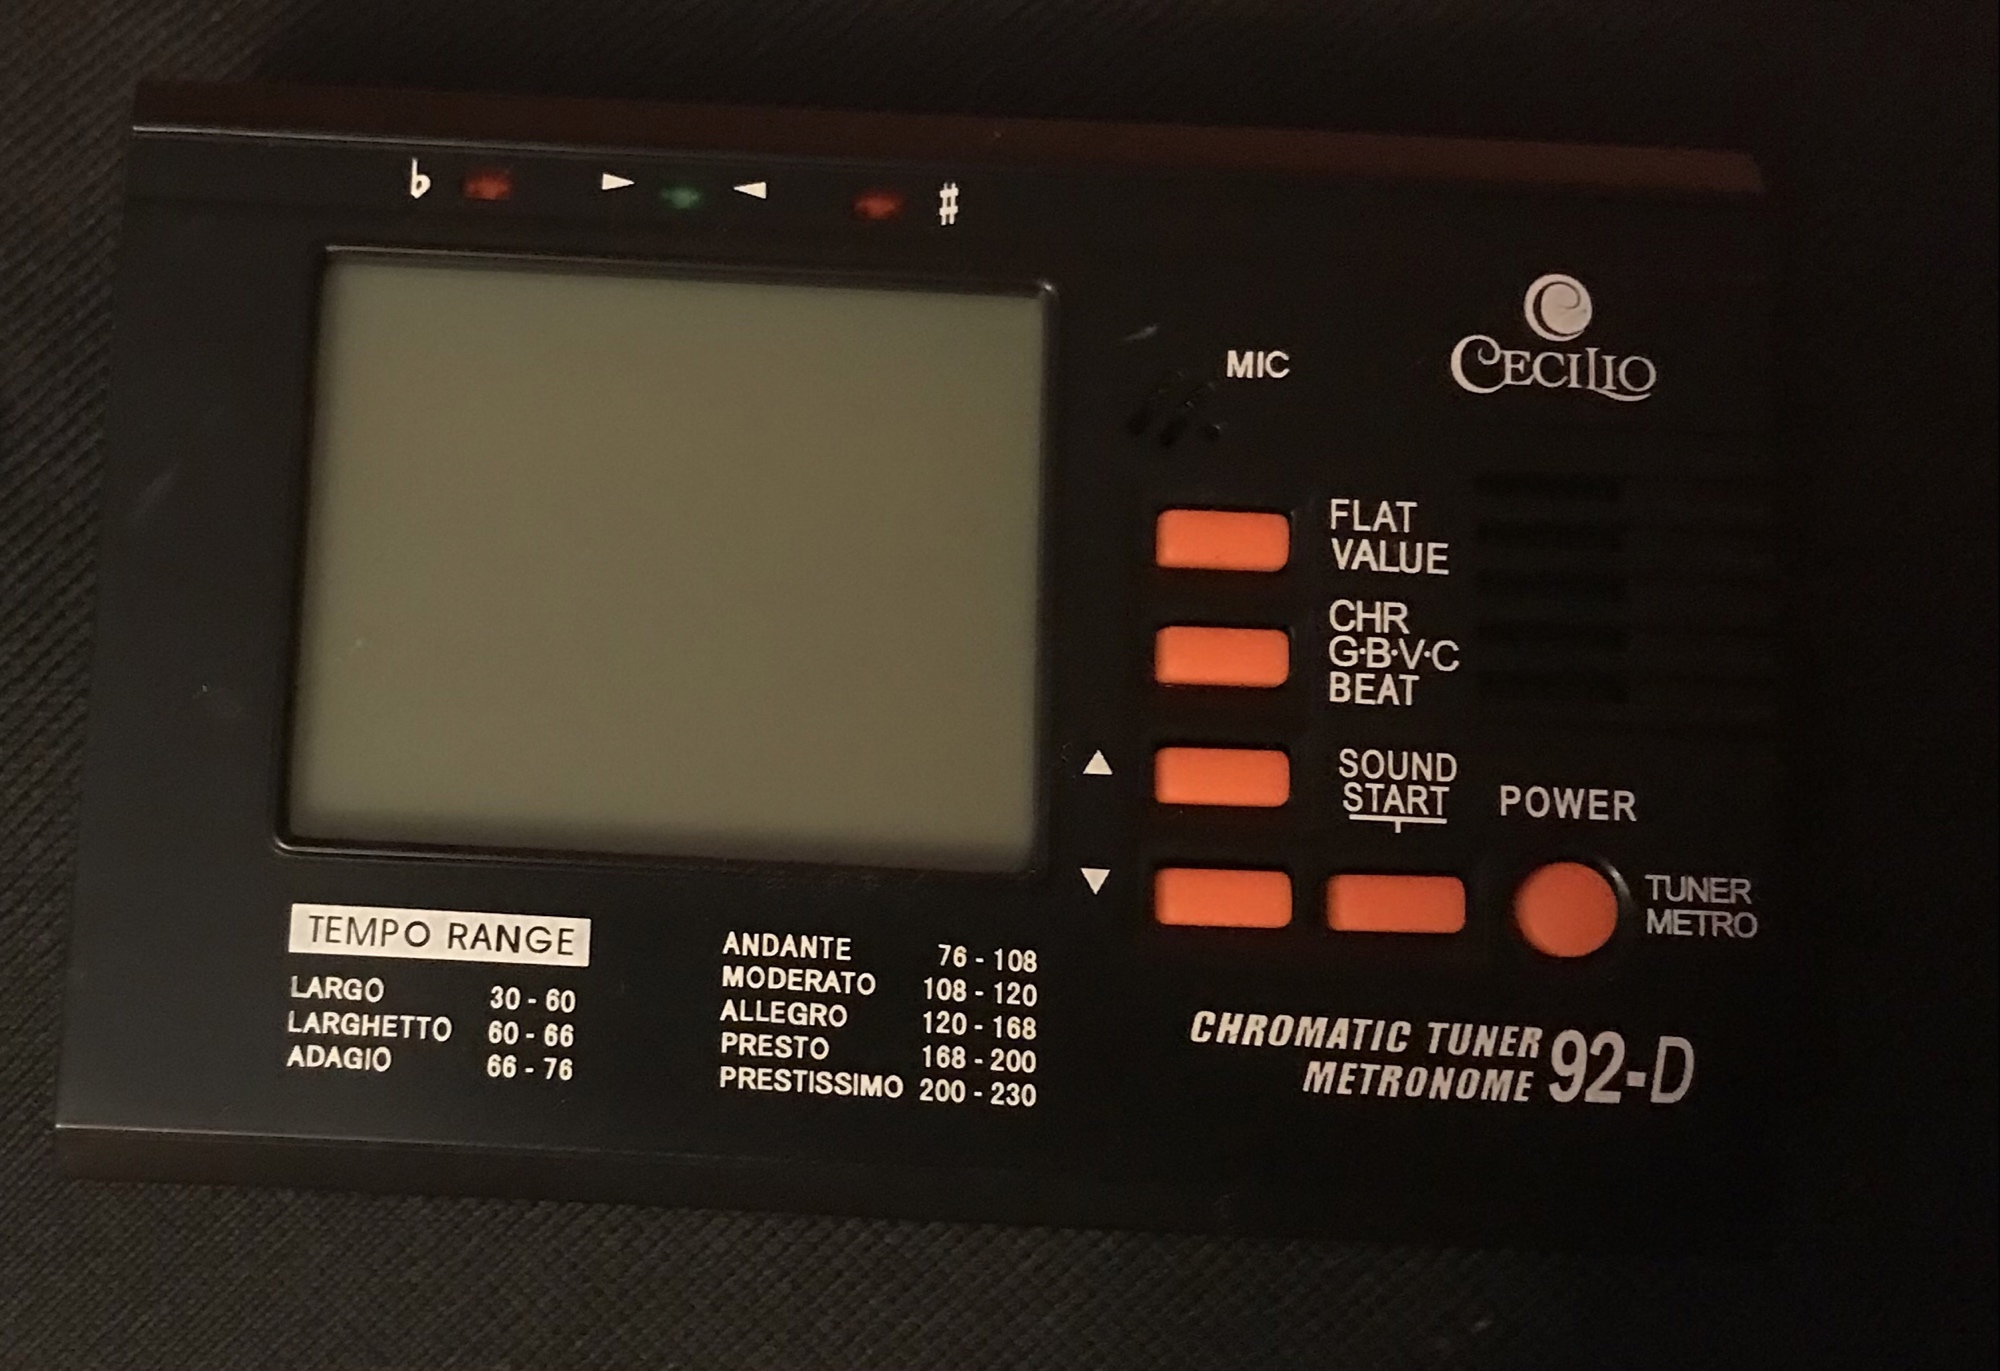 ♭ ► ◄ ♯
MIC
CECILIO
FLAT
VALUE
CHR
G·B·V·C
BEAT
▲
SOUND
START
POWER
▼
TUNER
METRO
TEMPO RANGE
LARGO 30 - 60
LARGHETTO 60 - 66
ADAGIO 66 - 76
ANDANTE 76 - 108
MODERATO 108 - 120
ALLEGRO 120 - 168
PRESTO 168 - 200
PRESTISSIMO 200 - 230
CHROMATIC TUNER
METRONOME 92-D